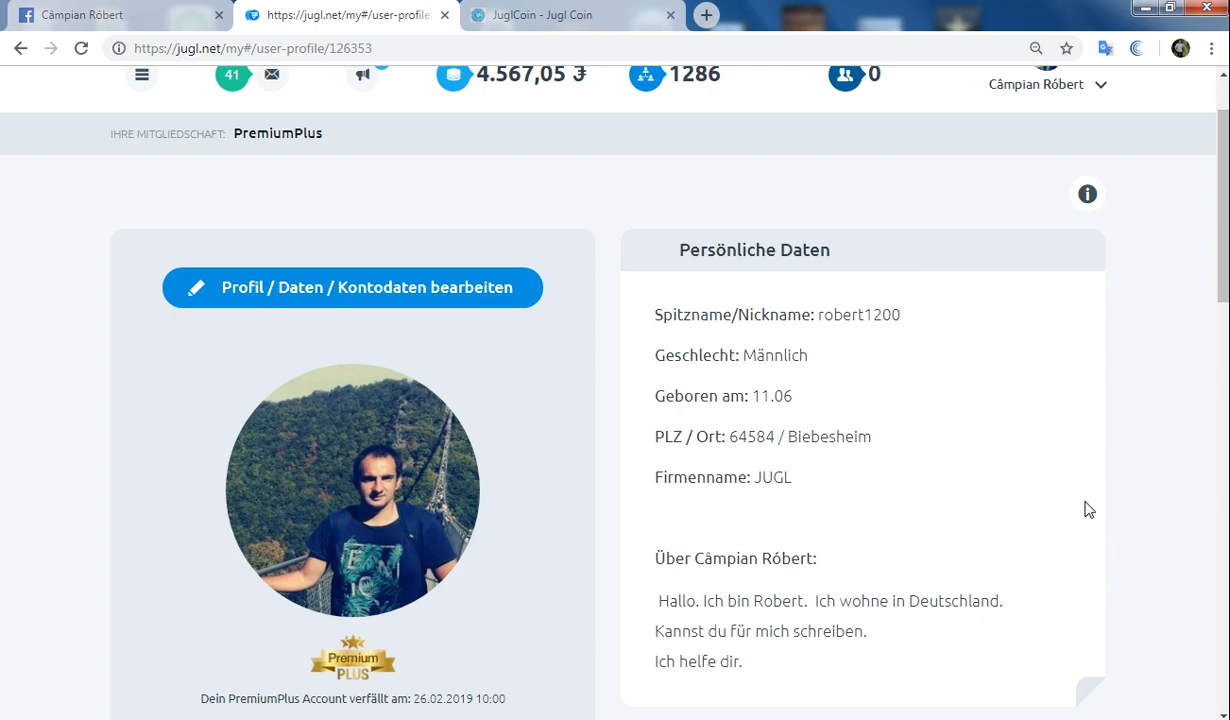 Câmpian Róbert
https://jugl.net/my#/user-profile
JuglCoin - Jugl Coin
https://jugl.net/my#/user-profile/126353
41
4.567,05
1286
0
Câmpian Róbert
IHRE MITGLIEDSCHAFT: PremiumPlus
Profil / Daten / Kontodaten bearbeiten
Premium
PLUS
Dein PremiumPlus Account verfällt am: 26.02.2019 10:00
Persönliche Daten
Spitzname/Nickname: robert1200
Geschlecht: Männlich
Geboren am: 11.06
PLZ / Ort: 64584 / Biebesheim
Firmenname: JUGL
Über Câmpian Róbert:
Hallo. Ich bin Robert. Ich wohne in Deutschland.
Kannst du für mich schreiben.
Ich helfe dir.